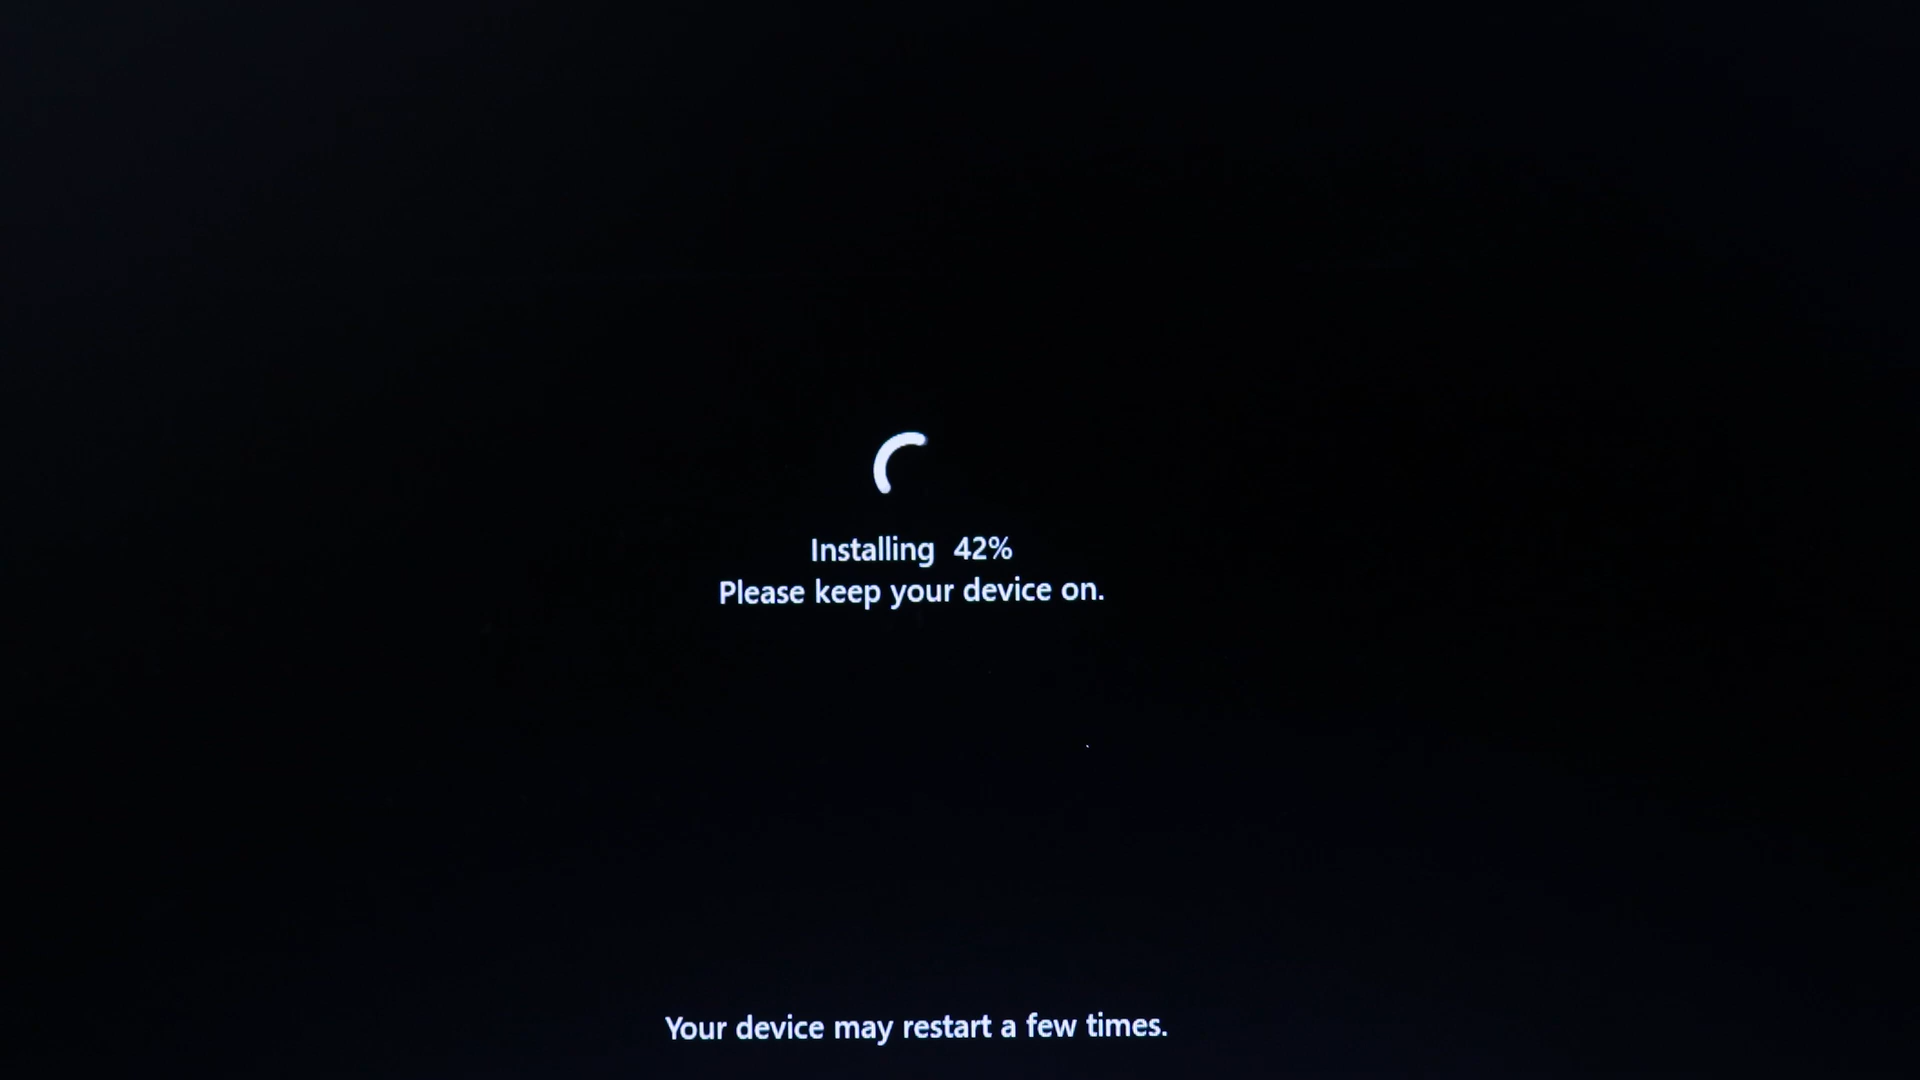 Installing 42%
Please keep your device on.
Your device may restart a few times.